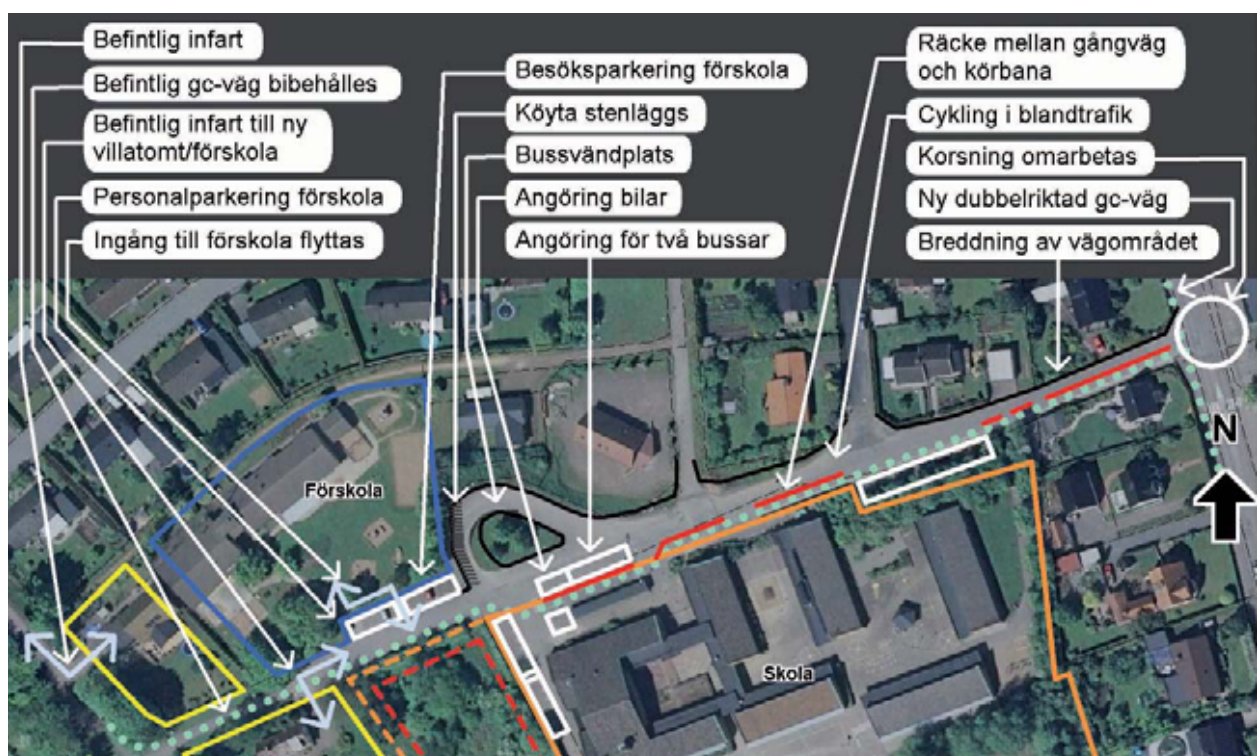 Befintlig infart
Befintlig gc-väg bibehålles
Befintlig infart till ny
villatomt/förskola
Personalparkering förskola
Ingång till förskola flyttas
Besöksparkering förskola
Köyta stenläggs
Bussvändplats
Angöring bilar
Angöring för två bussar
Räcke mellan gångväg
och körbana
Cykling i blandtrafik
Korsning omarbetas
Ny dubbelriktad gc-väg
Breddning av vägområdet
Förskola
Skola
N